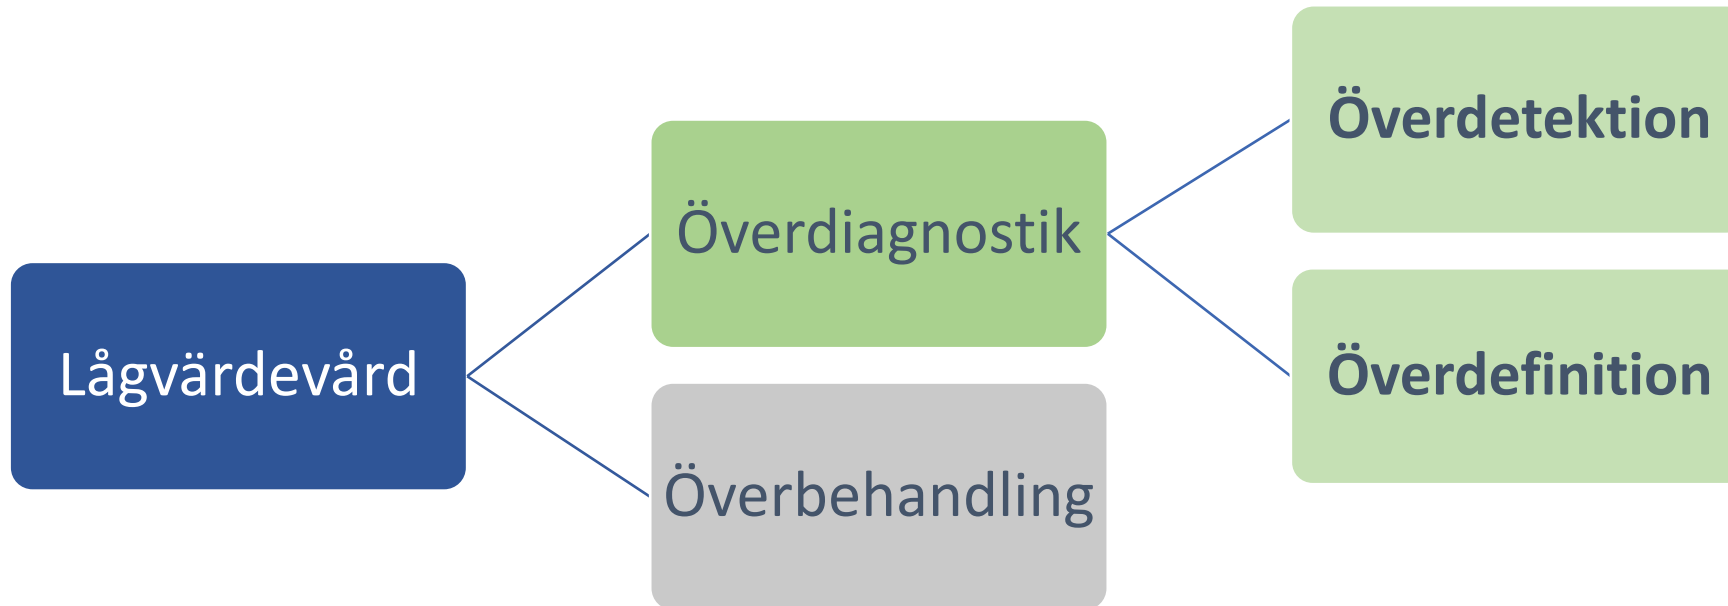 Lågvärdevård
Överdiagnostik
Överbehandling
Överdetektion
Överdefinition